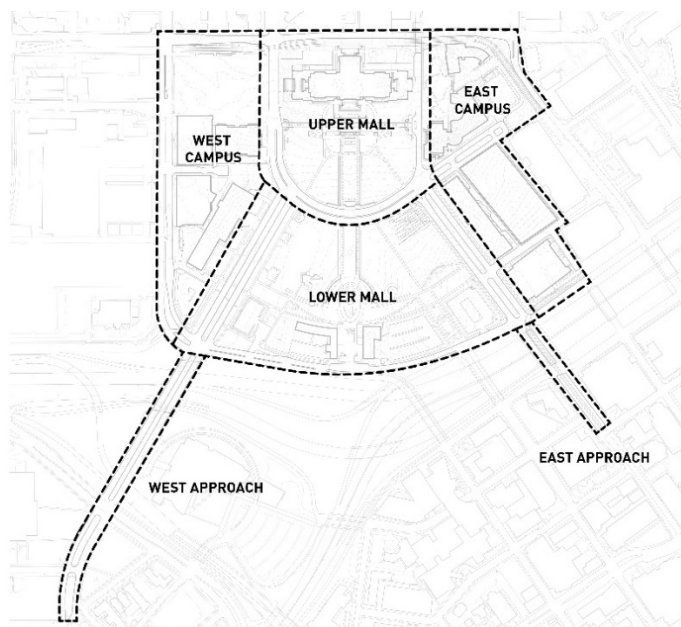 UPPER MALL
EAST
CAMPUS
WEST
CAMPUS
LOWER MALL
WEST APPROACH
EAST APPROACH